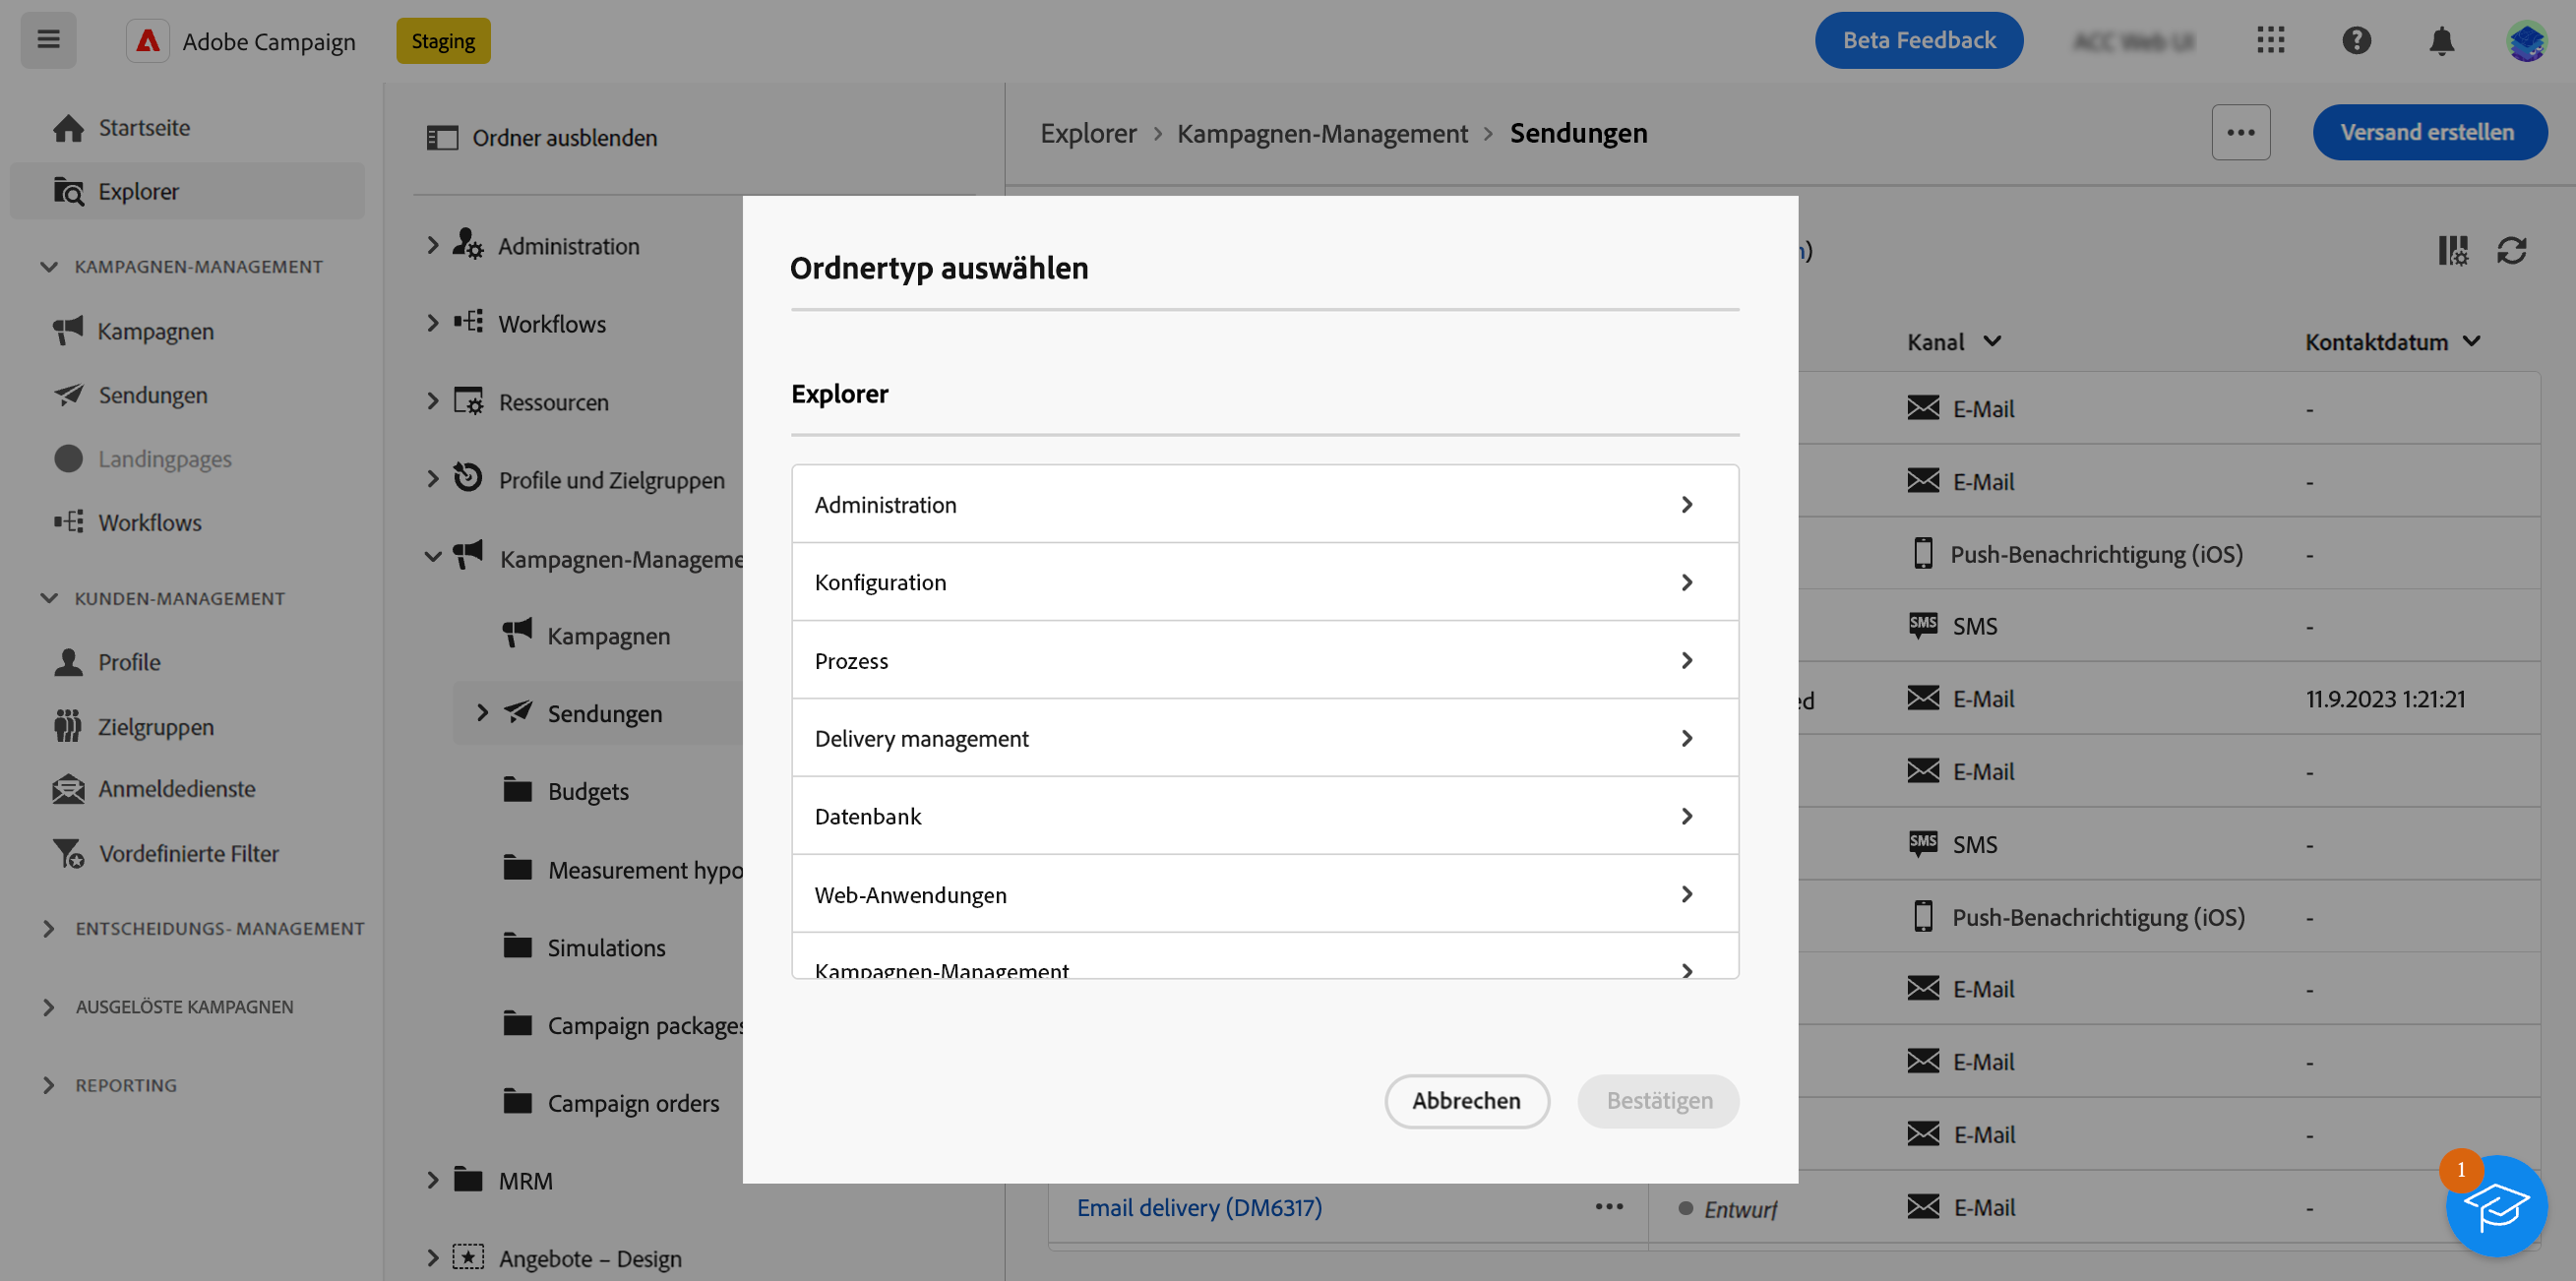 Adobe Campaign
Staging
Beta Feedback
Startseite
Explorer
KAMPAGNEN-MANAGEMENT
Kampagnen
Sendungen
Landingpages
Workflows
KUNDEN-MANAGEMENT
Profile
Zielgruppen
Anmeldedienste
Vordefinierte Filter
ENTSCHEIDUNGS- MANAGEMENT
AUSGELÖSTE KAMPAGNEN
REPORTING
Ordner ausblenden
Administration
Workflows
Ressourcen
Profile und Zielgruppen
Kampagnen-Manageme
Kampagnen
Sendungen
Budgets
Measurement hypo
Simulations
Campaign packages
Campaign orders
MRM
Angebote – Design
Explorer > Kampagnen-Management > Sendungen
Versand erstellen
Ordnertyp auswählen
Explorer
Administration
Konfiguration
Prozess
Delivery management
Datenbank
Web-Anwendungen
Kampagnen-Management
Abbrechen
Bestätigen
n)
Kanal Kontaktdatum
E-Mail -
E-Mail -
Push-Benachrichtigung (iOS) -
SMS SMS -
ed E-Mail 11.9.2023 1:21:21
E-Mail -
SMS SMS -
Push-Benachrichtigung (iOS) -
E-Mail -
E-Mail -
E-Mail -
Email delivery (DM6317) Entwurf E-Mail -
1